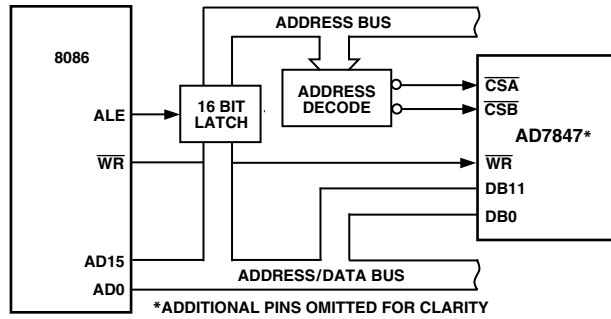 ADDRESS BUS
8086
ADDRESS
DECODE
CSA
CSB
ALE
16 BIT
LATCH
AD7847*
WR
WR
DB11
DB0
AD15
ADDRESS/DATA BUS
AD0
*ADDITIONAL PINS OMITTED FOR CLARITY